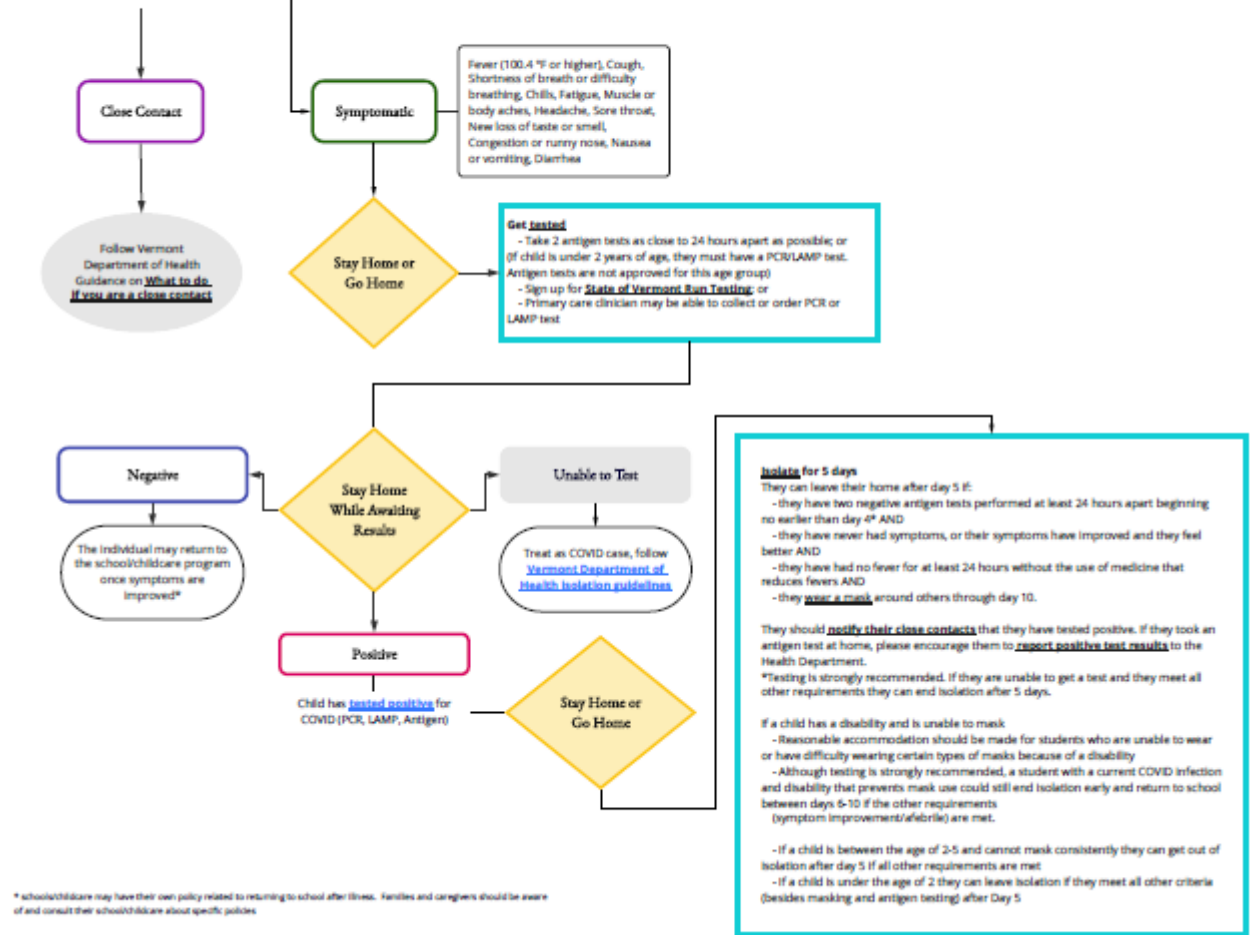 Close Contact
Symptomatic
Fever (100.4 °F or higher), Cough,
Shortness of breath or difficulty
breathing, Chills, Fatigue, Muscle or
body aches, Headache, Sore throat,
New loss of taste or smell,
Congestion or runny nose, Nausea
or vomiting, Diarrhea
Follow Vermont
Department of Health
Guidance on What to do
if you are a close contact
Stay Home or
Go Home
Get tested
- Take 2 antigen tests as close to 24 hours apart as possible; or
(If child is under 2 years of age, they must have a PCR/LAMP test.
Antigen tests are not approved for this age group)
- Sign up for State of Vermont Run Testing; or
- Primary care clinician may be able to collect or order PCR or
LAMP test
Negative
Stay Home
While Awaiting
Results
Unable to Test
The individual may return to
the school/childcare program
once symptoms are
improved*
Treat as COVID case, follow
Vermont Department of
Health Isolation guidelines
Positive
Child has tested positive for
COVID (PCR, LAMP, Antigen)
Stay Home or
Go Home
Isolate for 5 days
They can leave their home after day 5 if:
- they have two negative antigen tests performed at least 24 hours apart beginning
no earlier than day 4* AND
- they have never had symptoms, or their symptoms have improved and they feel
better AND
- they have had no fever for at least 24 hours without the use of medicine that
reduces fevers AND
- they wear a mask around others through day 10.
They should notify their close contacts that they have tested positive. If they took an
antigen test at home, please encourage them to report positive test results to the
Health Department.
*Testing is strongly recommended. If they are unable to get a test and they meet all
other requirements they can end isolation after 5 days.
If a child has a disability and is unable to mask
- Reasonable accommodation should be made for students who are unable to wear
or have difficulty wearing certain types of masks because of a disability
- Although testing is strongly recommended, a student with a current COVID infection
and disability that prevents mask use could still end isolation early and return to school
between days 6-10 if the other requirements
(symptom improvement/afebrile) are met.
- If a child is between the age of 2-5 and cannot mask consistently they can get out of
isolation after day 5 if all other requirements are met
- If a child is under the age of 2 they can leave isolation if they meet all other criteria
(besides masking and antigen testing) after Day 5
* schools/childcare may have their own policy related to returning to school after illness. Families and caregivers should be aware
of and consult their school/childcare about specific policies